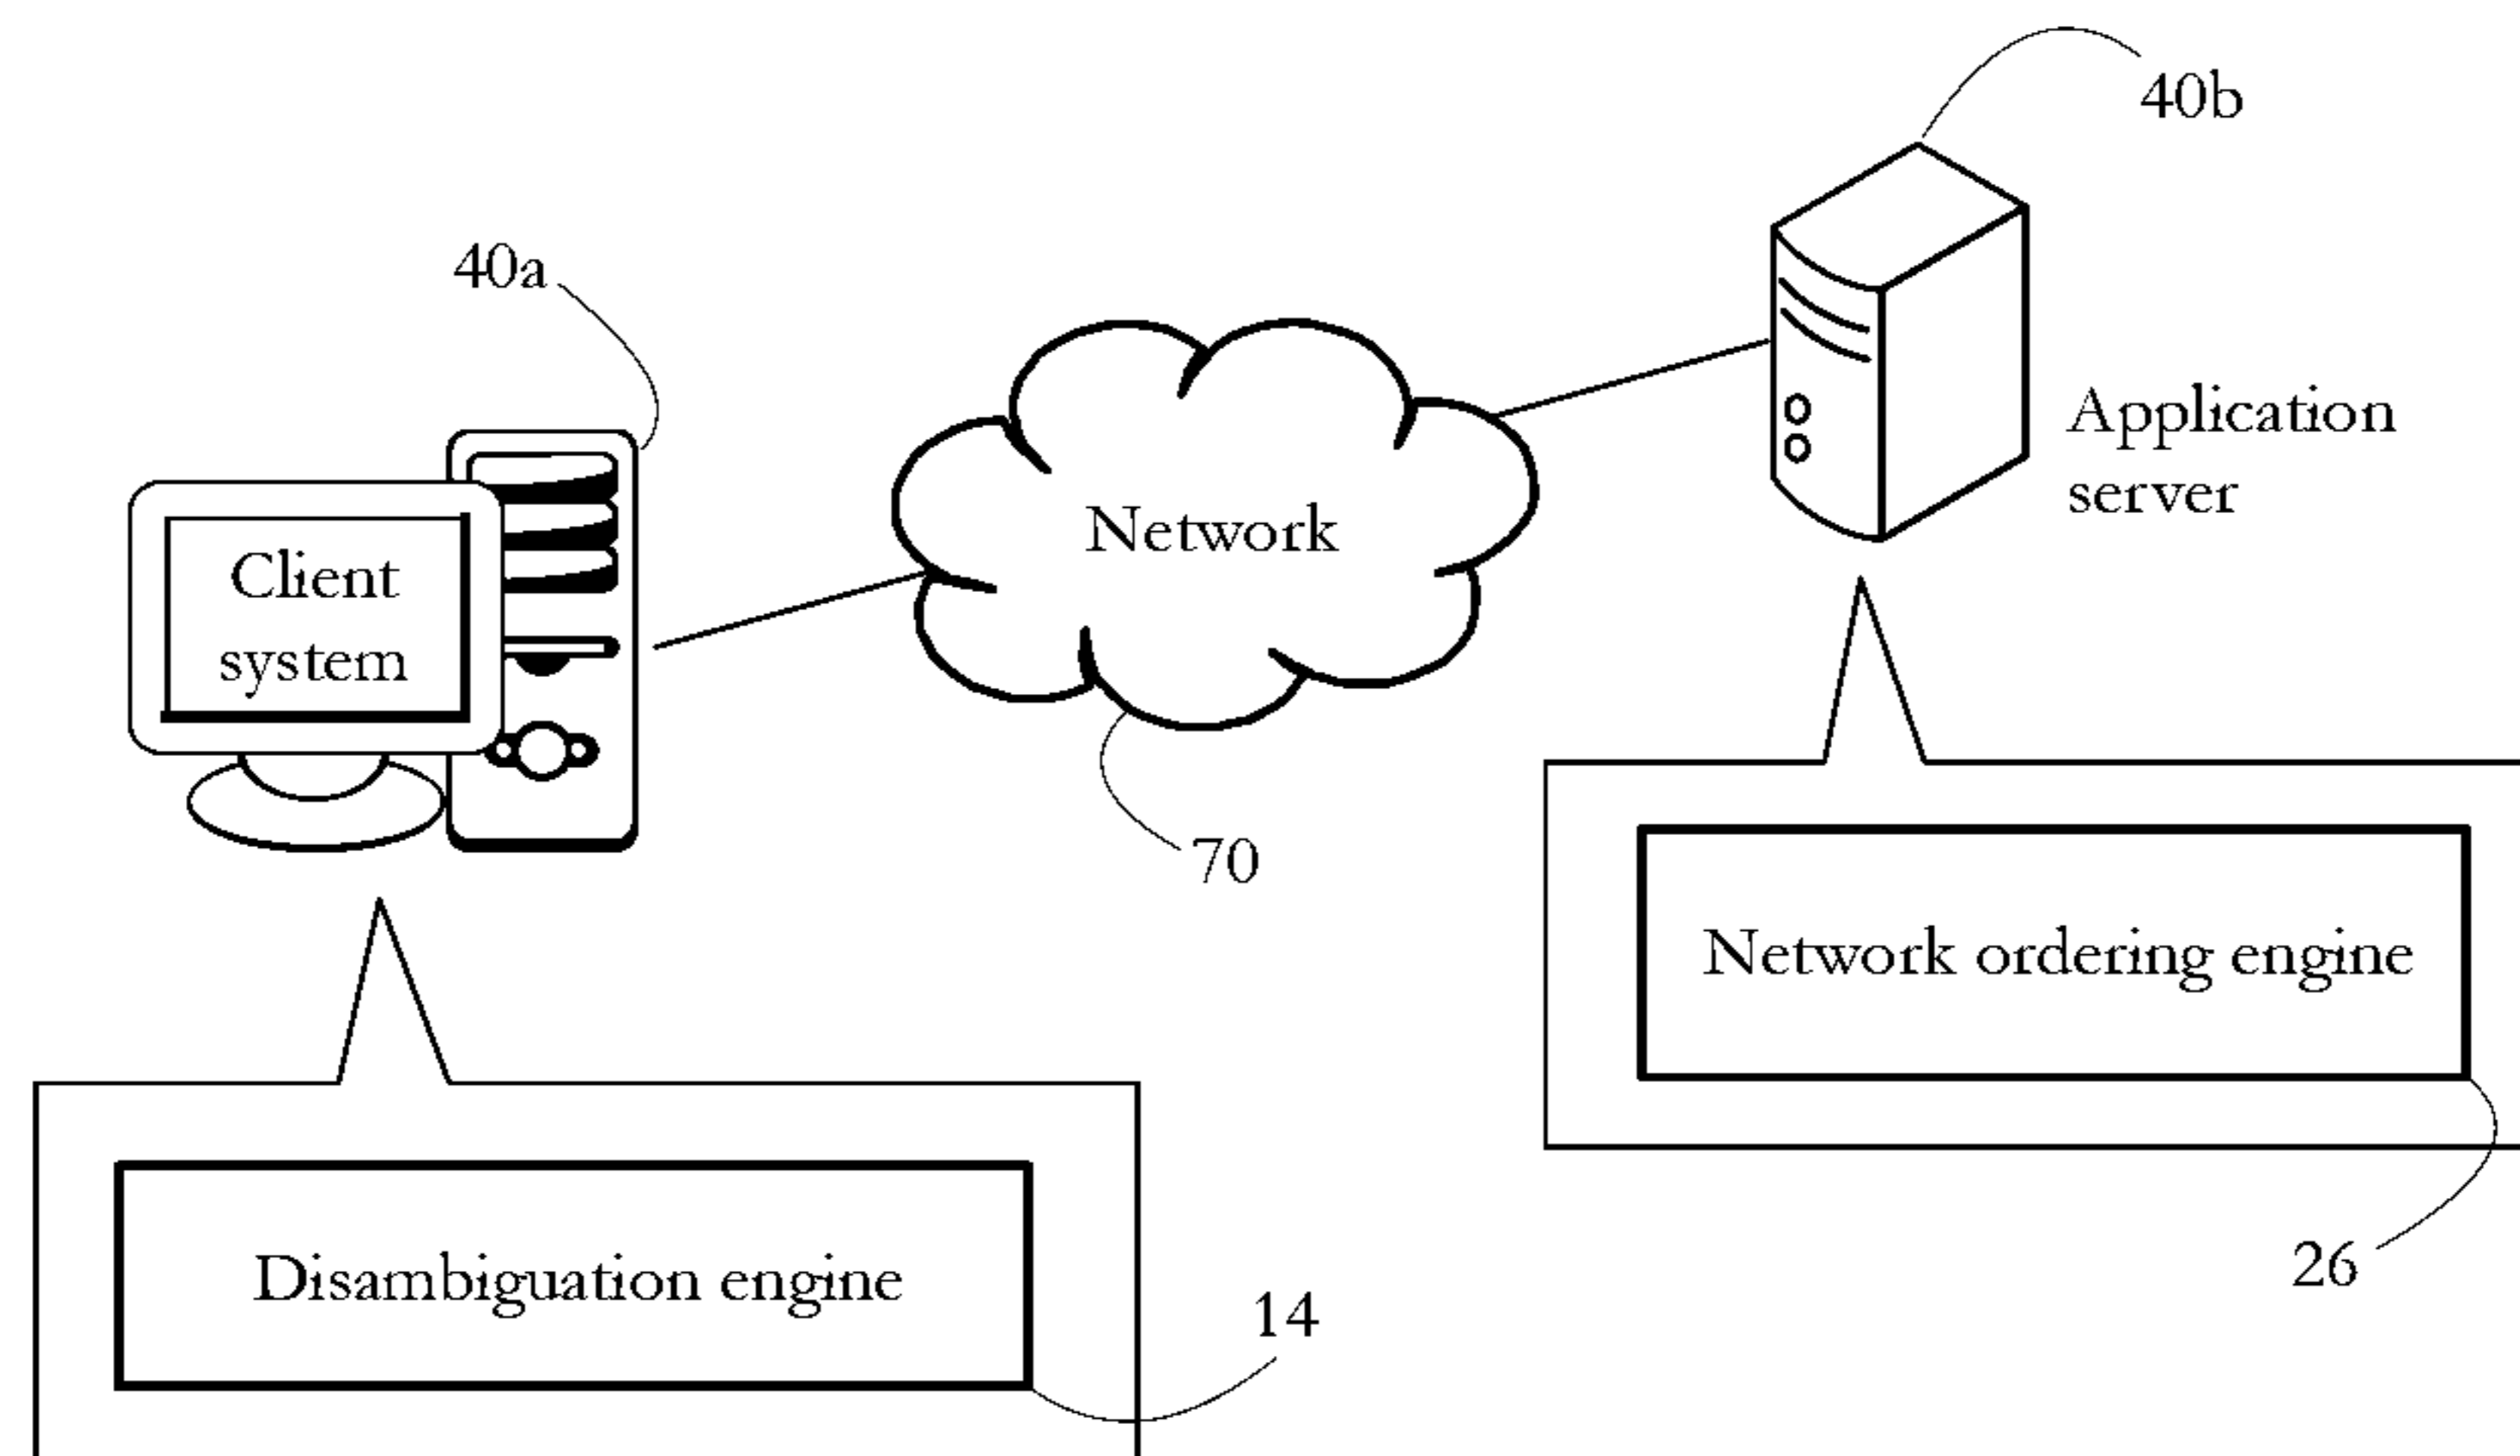 40b
40a
Application
server
Network
Client
system
70
Network ordering engine
26
Disambiguation engine
14